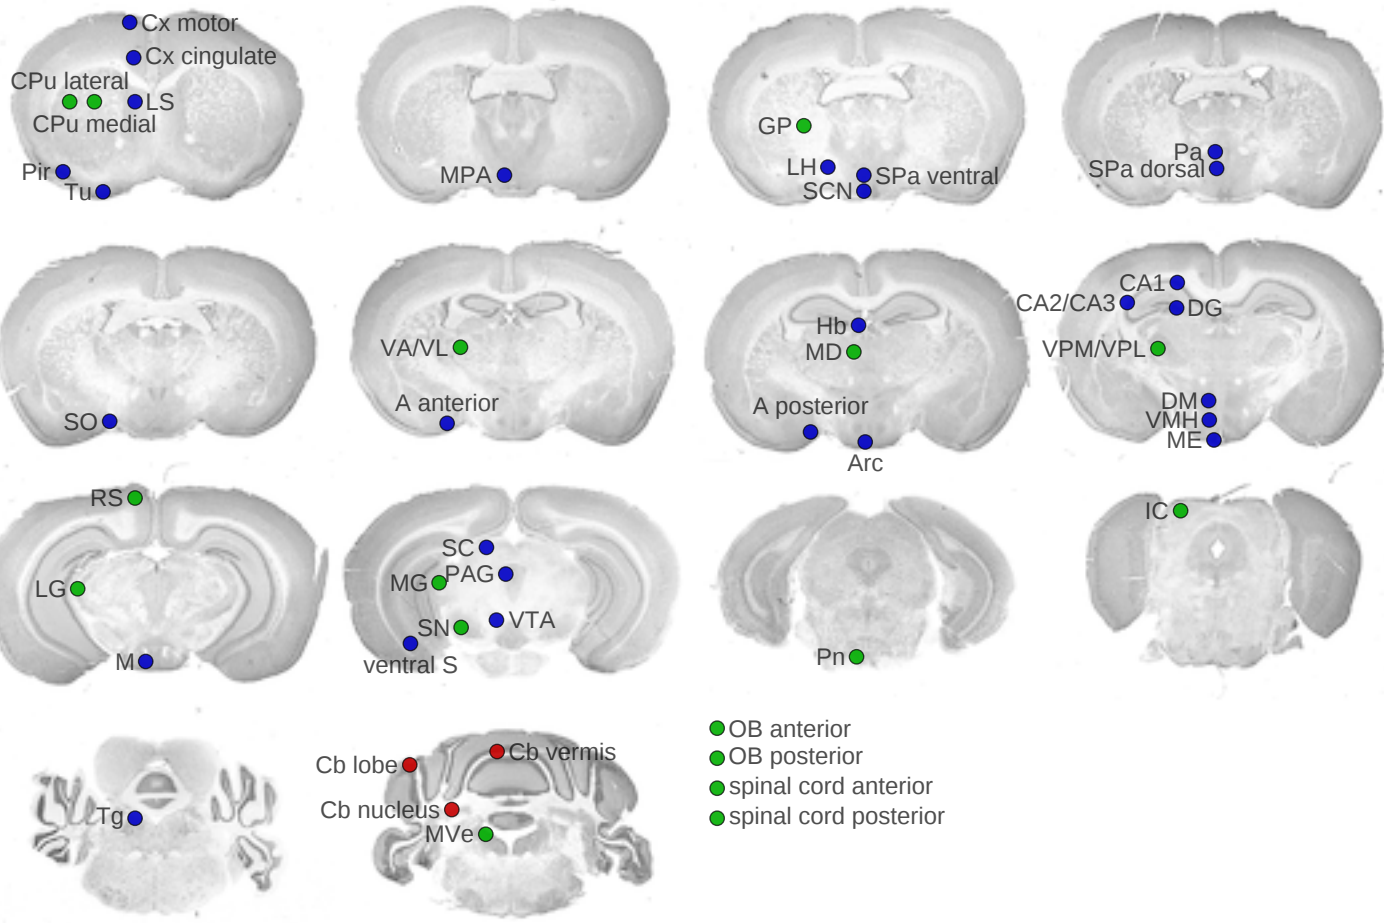 Cx motor
Cx cingulate
CPu lateral
LS
CPu medial
Pir
Tu
MPA
GP
LH
SPa ventral
SCN
Pa
SPa dorsal
SO
VA/VL
A anterior
Hb
MD
A posterior
Arc
CA1
CA2/CA3
DG
VPM/VPL
DM
VMH
ME
RS
LG
M
SC
MG
PAG
SN
VTA
ventral S
Pn
IC
Tg
Cb lobe
Cb vermis
Cb nucleus
MVe
OB anterior
OB posterior
spinal cord anterior
spinal cord posterior